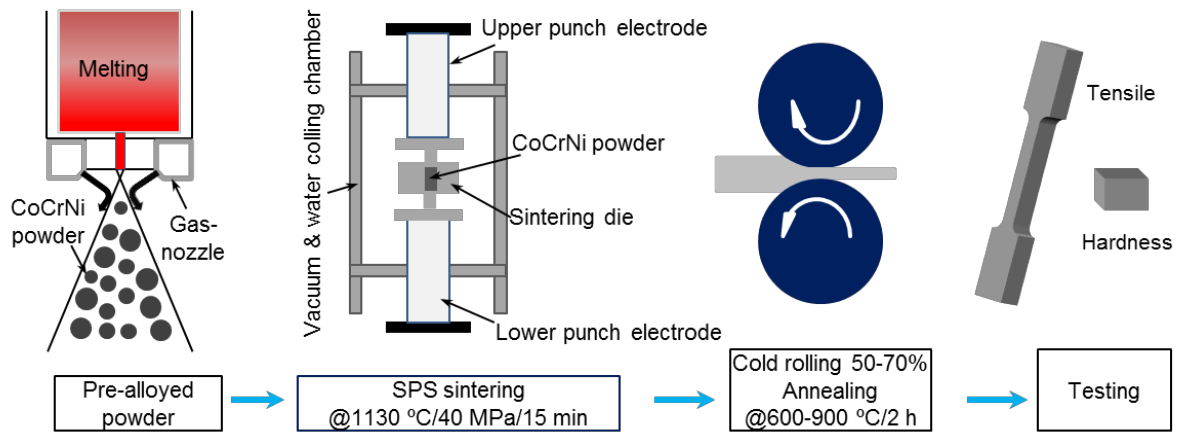 Melting
CoCrNi
powder
Gas-
nozzle
Vacuum & water colling chamber
Upper punch electrode
CoCrNi powder
Sintering die
Lower punch electrode
Tensile
Hardness
Pre-alloyed
powder
SPS sintering
@1130 ºC/40 MPa/15 min
Cold rolling 50-70%
Annealing
@600-900 ºC/2 h
Testing